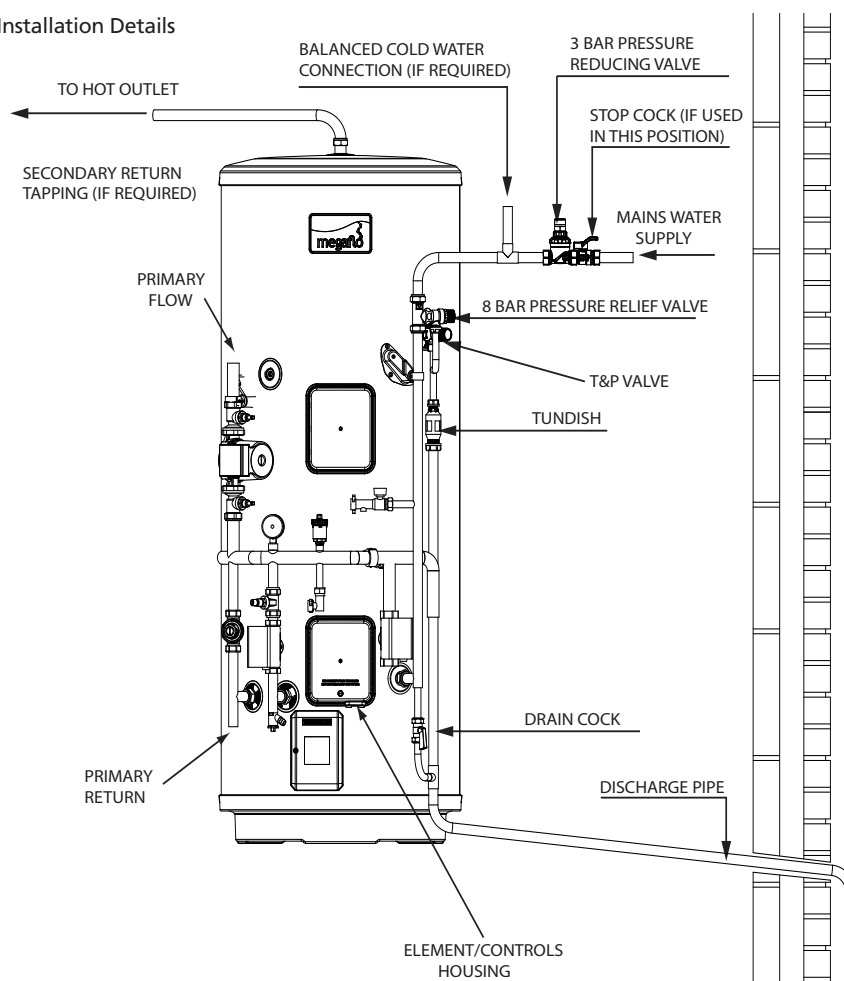 Installation Details
BALANCED COLD WATER
CONNECTION (IF REQUIRED)
3 BAR PRESSURE
REDUCING VALVE
TO HOT OUTLET
STOP COCK (IF USED
IN THIS POSITION)
SECONDARY RETURN
TAPPING (IF REQUIRED)
MAINS WATER
SUPPLY
megaflo
PRIMARY
FLOW
8 BAR PRESSURE RELIEF VALVE
T&P VALVE
TUNDISH
DRAIN COCK
PRIMARY
RETURN
DISCHARGE PIPE
ELEMENT/CONTROLS
HOUSING